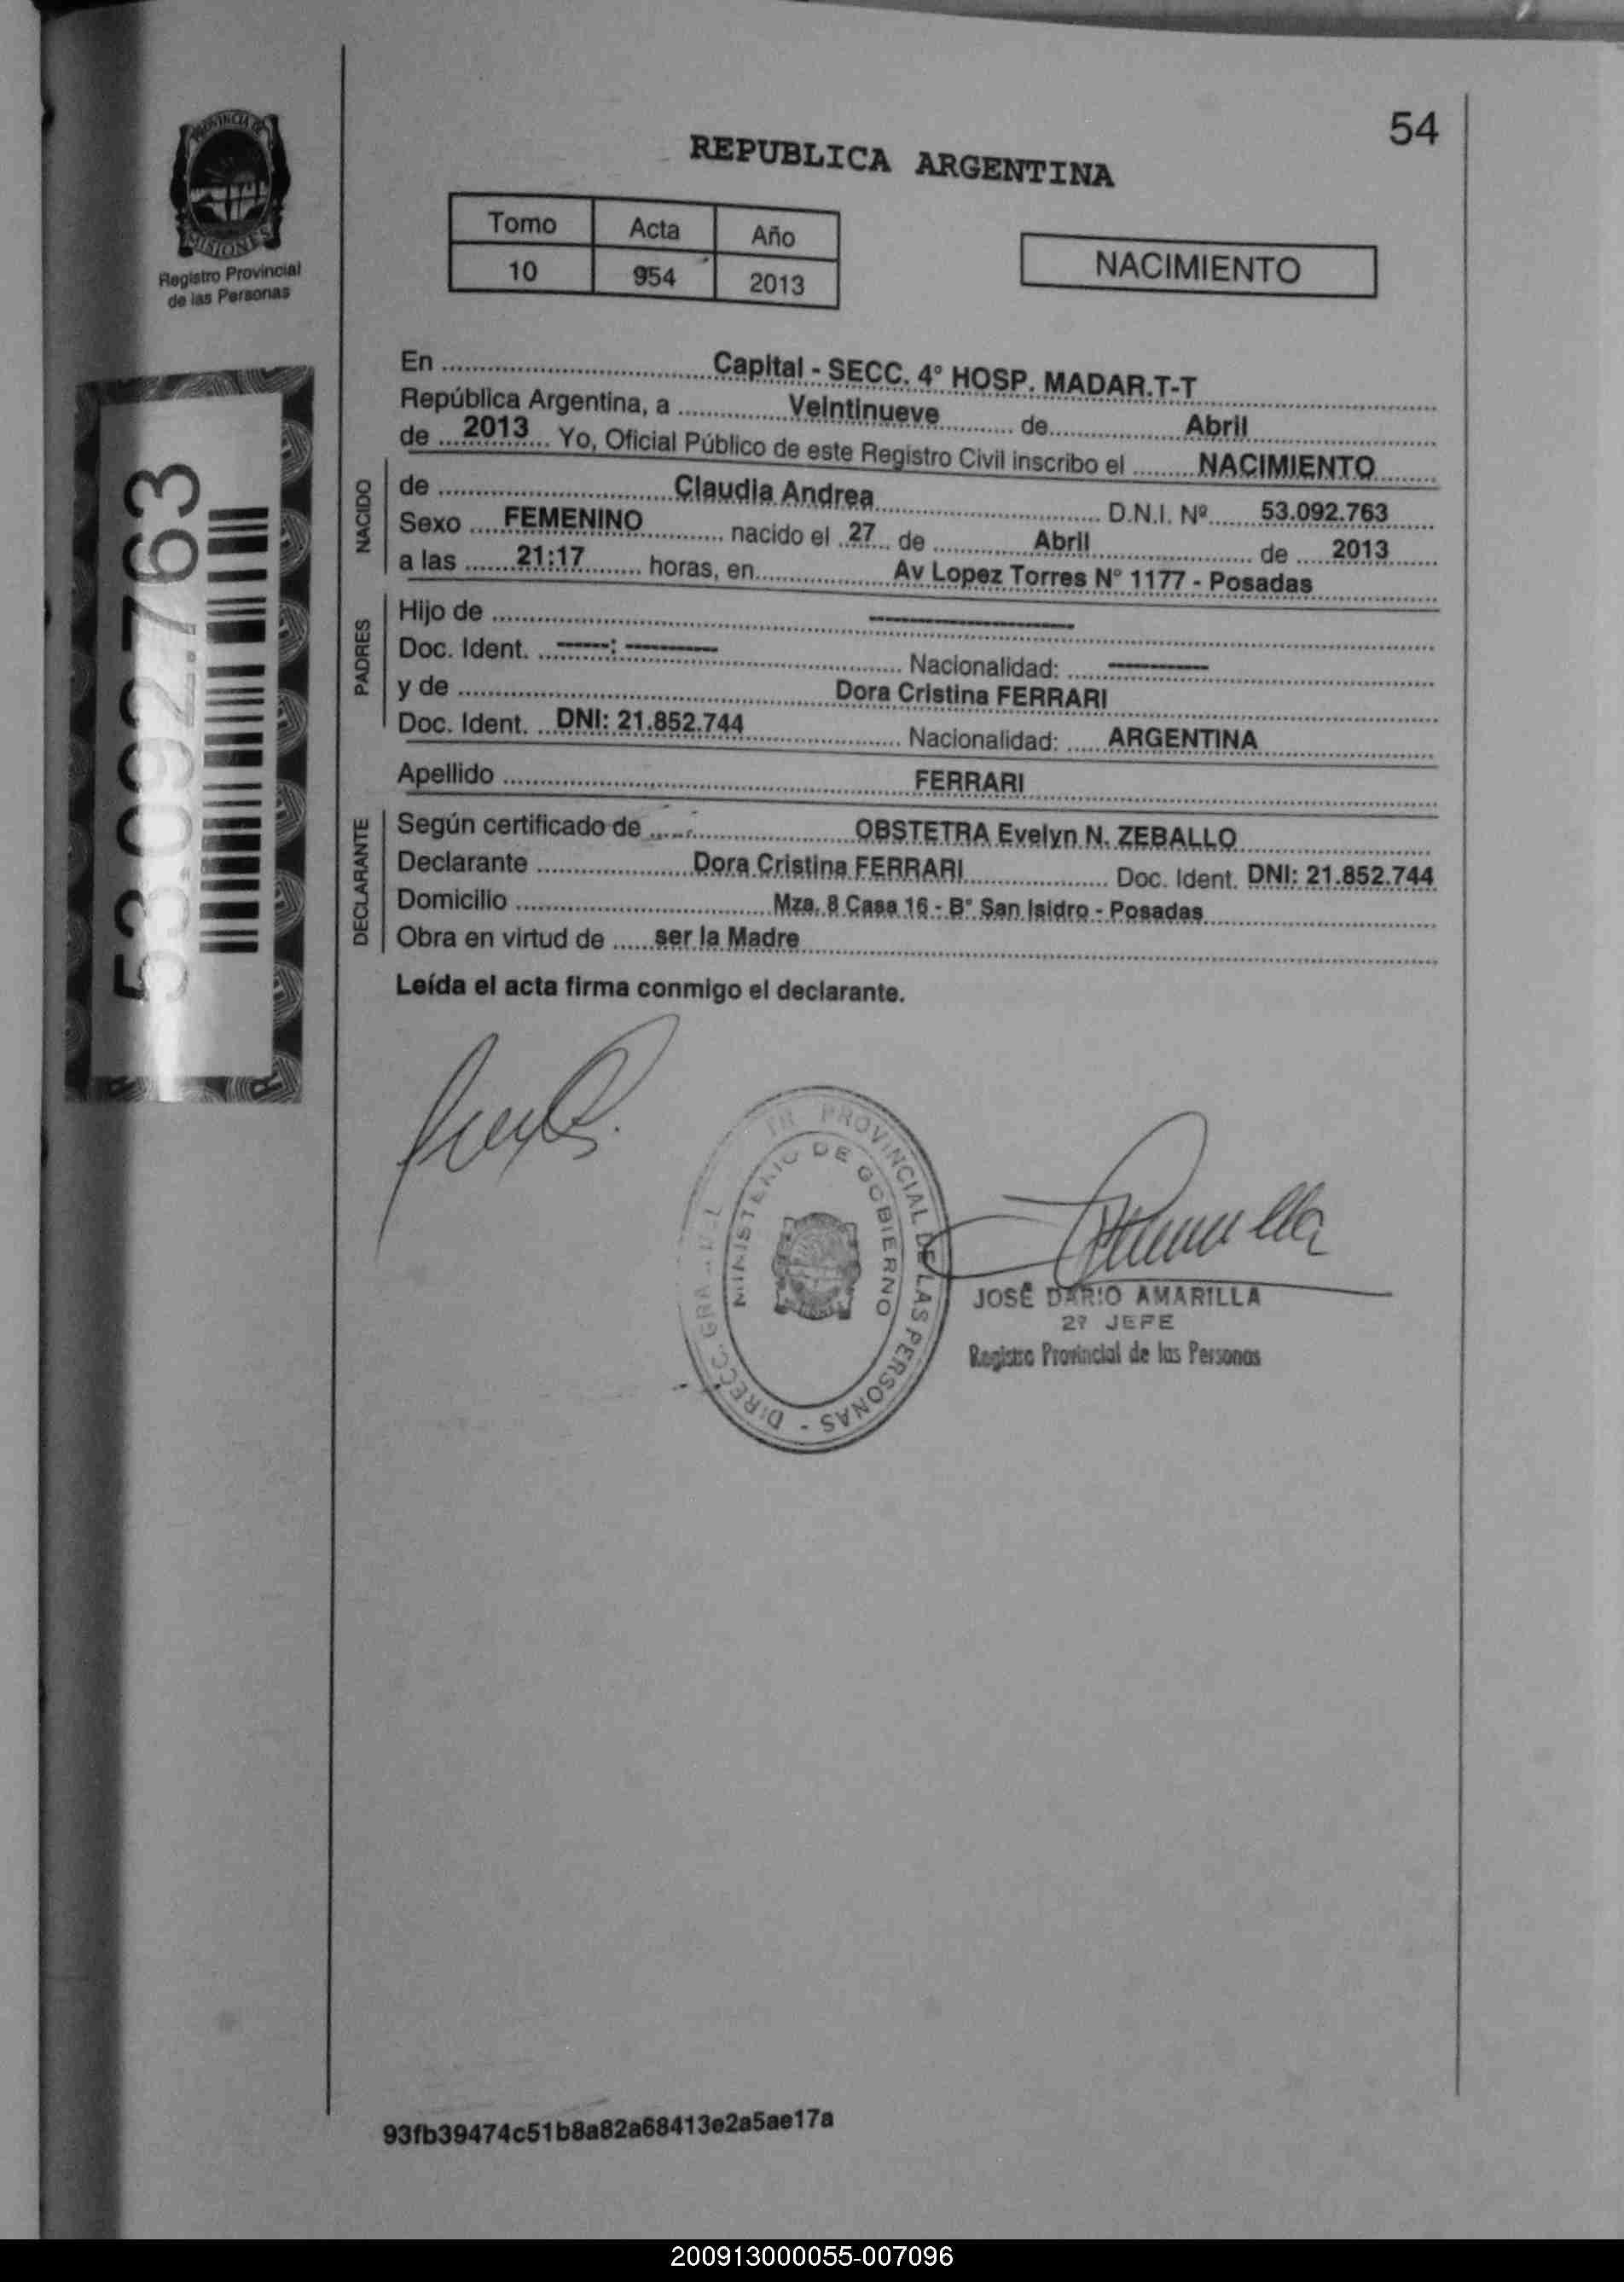 54
PROVINCIA DE
MISIONES
Registro Provincial
de las Personas
REPUBLICA ARGENTINA
Tomo Acta Año
10 954 2013
NACIMIENTO
53.092.763
En Capital - SECC. 4° HOSP. MADAR.T-T
República Argentina, a Veintinueve de Abril
de 2013 Yo, Oficial Público de este Registro Civil inscribo el NACIMIENTO
NACIDO
de Claudia Andrea D.N.I. Nº 53.092.763
Sexo FEMENINO nacido el 27 de Abril de 2013
a las 21:17 horas, en Av Lopez Torres N° 1177 - Posadas
PADRES
Hijo de ----------
Doc. Ident. -----: --------- Nacionalidad: ----------
y de Dora Cristina FERRARI
Doc. Ident. DNI: 21.852.744 Nacionalidad: ARGENTINA
Apellido FERRARI
DECLARANTE
Según certificado de OBSTETRA Evelyn N. ZEBALLO
Declarante Dora Cristina FERRARI Doc. Ident. DNI: 21.852.744
Domicilio Mza. 8 Casa 16 - B° San Isidro - Posadas
Obra en virtud de ser la Madre
Leída el acta firma conmigo el declarante.
PROVINCIAL DE LAS PERSONAS - DIREC. GRAL
MINISTERIO DE GOBIERNO
JOSÉ DARIO AMARILLA
2º JEFE
Registro Provincial de las Personas
93fb39474c51b8a82a68413e2a5ae17a
200913000055-007096